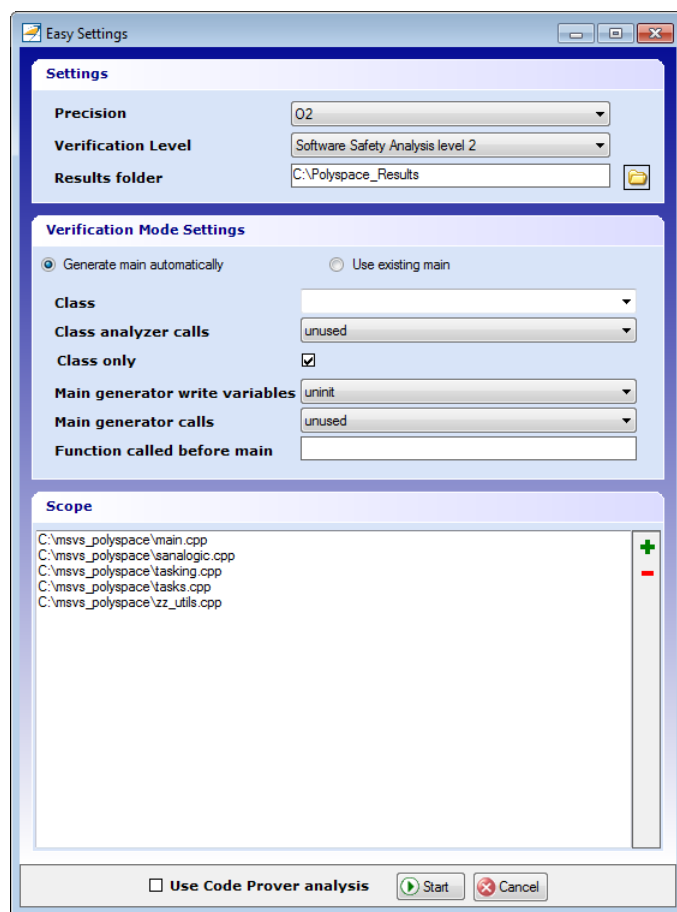 Easy Settings
Settings
Precision O2
Verification Level Software Safety Analysis level 2
Results folder C:\Polyspace_Results
Verification Mode Settings
Generate main automatically Use existing main
Class
Class analyzer calls unused
Class only
Main generator write variables uninit
Main generator calls unused
Function called before main
Scope
C:\msvs_polyspace\main.cpp
C:\msvs_polyspace\sanalogic.cpp
C:\msvs_polyspace\tasking.cpp
C:\msvs_polyspace\tasks.cpp
C:\msvs_polyspace\zz_utils.cpp
Use Code Prover analysis Start Cancel